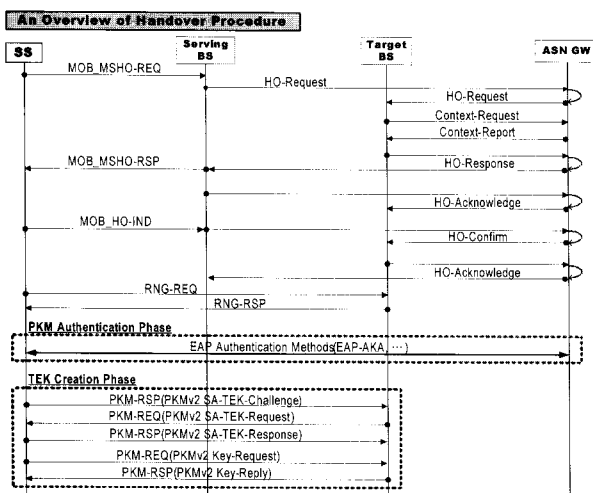 An Overview of Handover Procedure
SS
Serving
BS
Target
BS
ASN GW
MOB_MSHO-REQ
HO-Request
HO-Request
Context-Request
Context-Report
MOB_MSHO-RSP
HO-Response
HO-Acknowledge
MOB_HO-IND
HO-Confirm
HO-Acknowledge
RNG-REQ
RNG-RSP
PKM Authentication Phase
EAP Authentication Methods(EAP-AKA, ···)
TEK Creation Phase
PKM-RSP(PKMv2 SA-TEK-Challenge)
PKM-REQ(PKMv2 SA-TEK-Request)
PKM-RSP(PKMv2 SA-TEK-Response)
PKM-REQ(PKMv2 Key-Request)
PKM-RSP(PKMv2 Key-Reply)